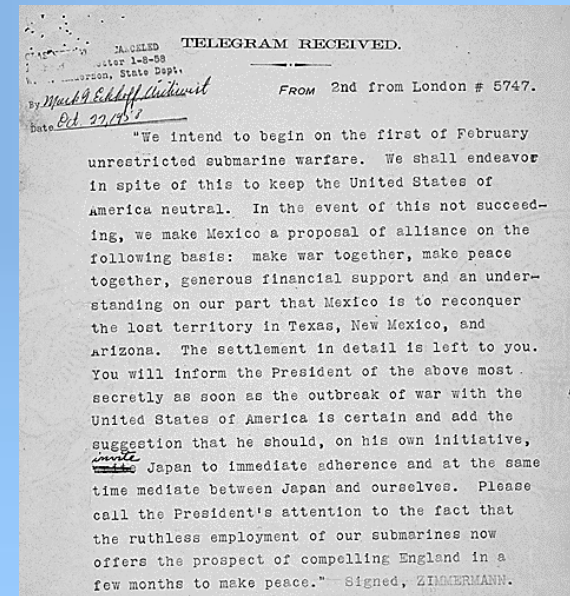 TELEGRAM RECEIVED.
CANCELED
1-8-58
State Dept.
By Mark G Eckhoff Archivist
Date Oct. 27, 1958
FROM 2nd from London # 5747.
"We intend to begin on the first of February
unrestricted submarine warfare. We shall endeavor
in spite of this to keep the United States of
America neutral. In the event of this not succeed-
ing, we make Mexico a proposal of alliance on the
following basis: make war together, make peace
together, generous financial support and an under-
standing on our part that Mexico is to reconquer
the lost territory in Texas, New Mexico, and
Arizona. The settlement in detail is left to you.
You will inform the President of the above most
secretly as soon as the outbreak of war with the
United States of America is certain and add the
suggestion that he should, on his own initiative,
invite
Japan to immediate adherence and at the same
time mediate between Japan and ourselves. Please
call the President's attention to the fact that
the ruthless employment of our submarines now
offers the prospect of compelling England in a
few months to make peace." Signed, ZIMMERMANN.